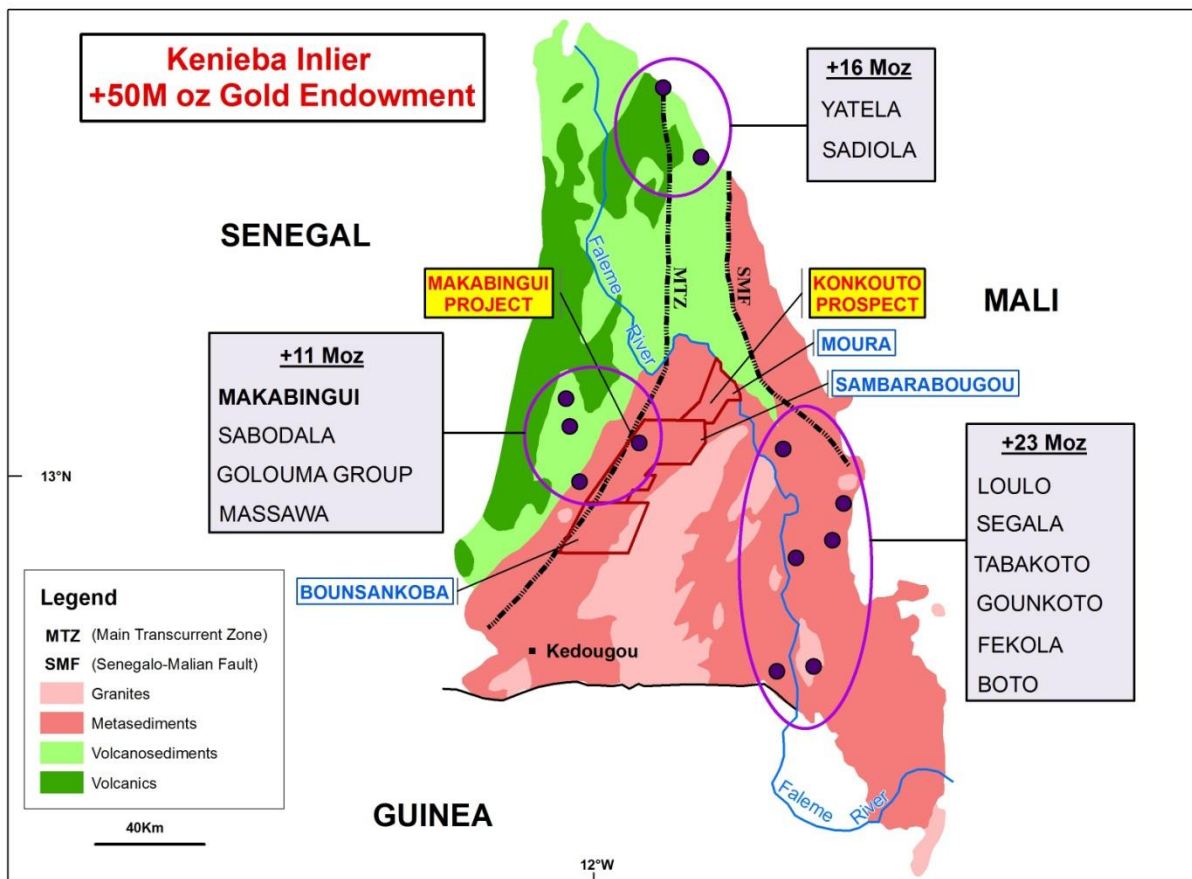 Kenieba Inlier
+50M oz Gold Endowment
+16 Moz
YATELA
SADIOLA
SENEGAL
Faleme
River
MTZ
SMF
MAKABINGUI
PROJECT
KONKOUTO
PROSPECT
MALI
MOURA
SAMBARABOUGOU
+11 Moz
MAKABINGUI
SABODALA
GOLOUMA GROUP
MASSAWA
+23 Moz
LOULO
SEGALA
TABAKOTO
GOUNKOTO
FEKOLA
BOTO
13°N
BOUNSANKOBA
Kedougou
Legend
MTZ (Main Transcurrent Zone)
SMF (Senegalo-Malian Fault)
Granites
Metasediments
Volcanosediments
Volcanics
40Km
GUINEA
Faleme River
12°W